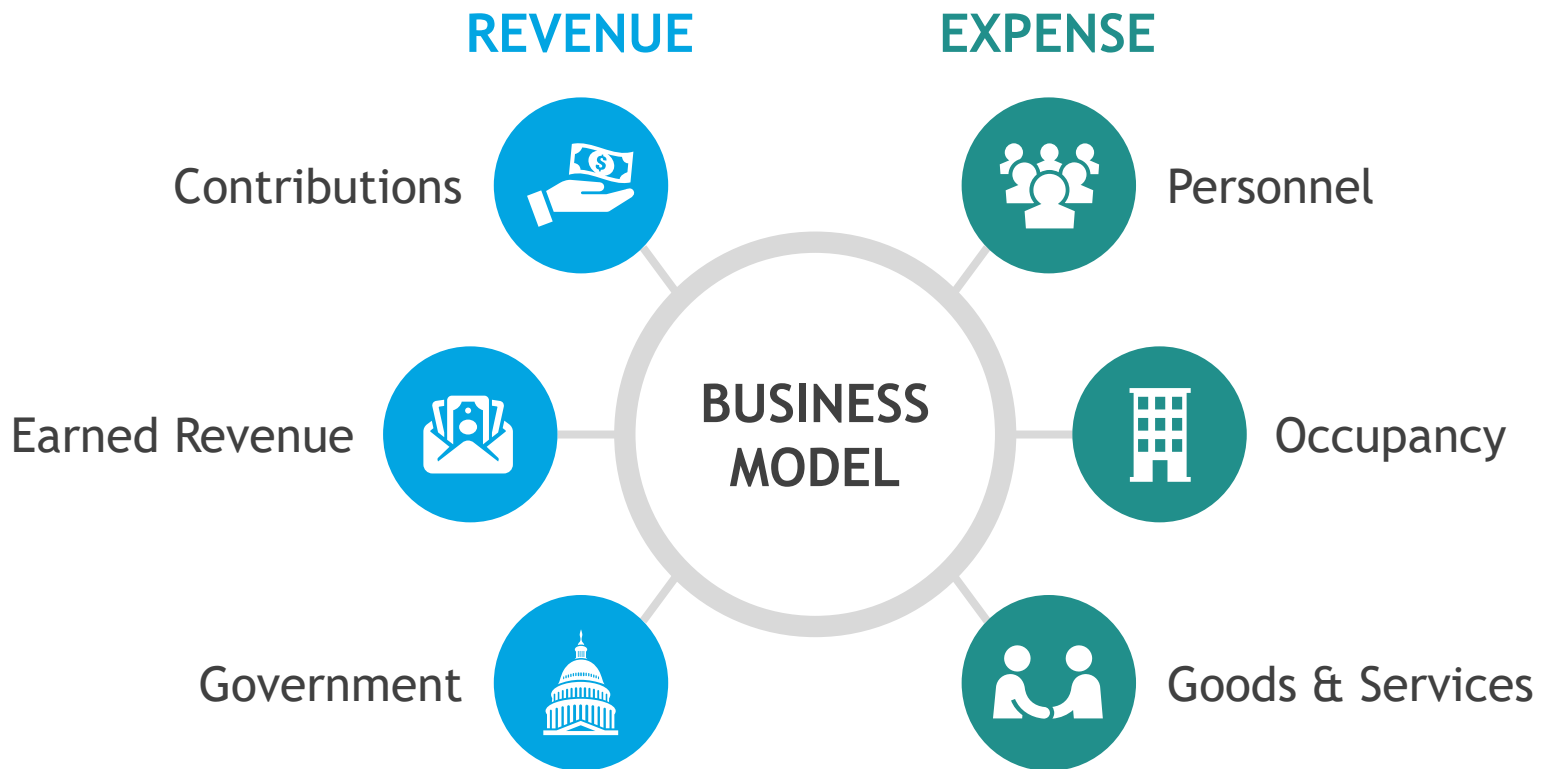 REVENUE
EXPENSE
Contributions
Personnel
Earned Revenue
BUSINESS
MODEL
Occupancy
Government
Goods & Services